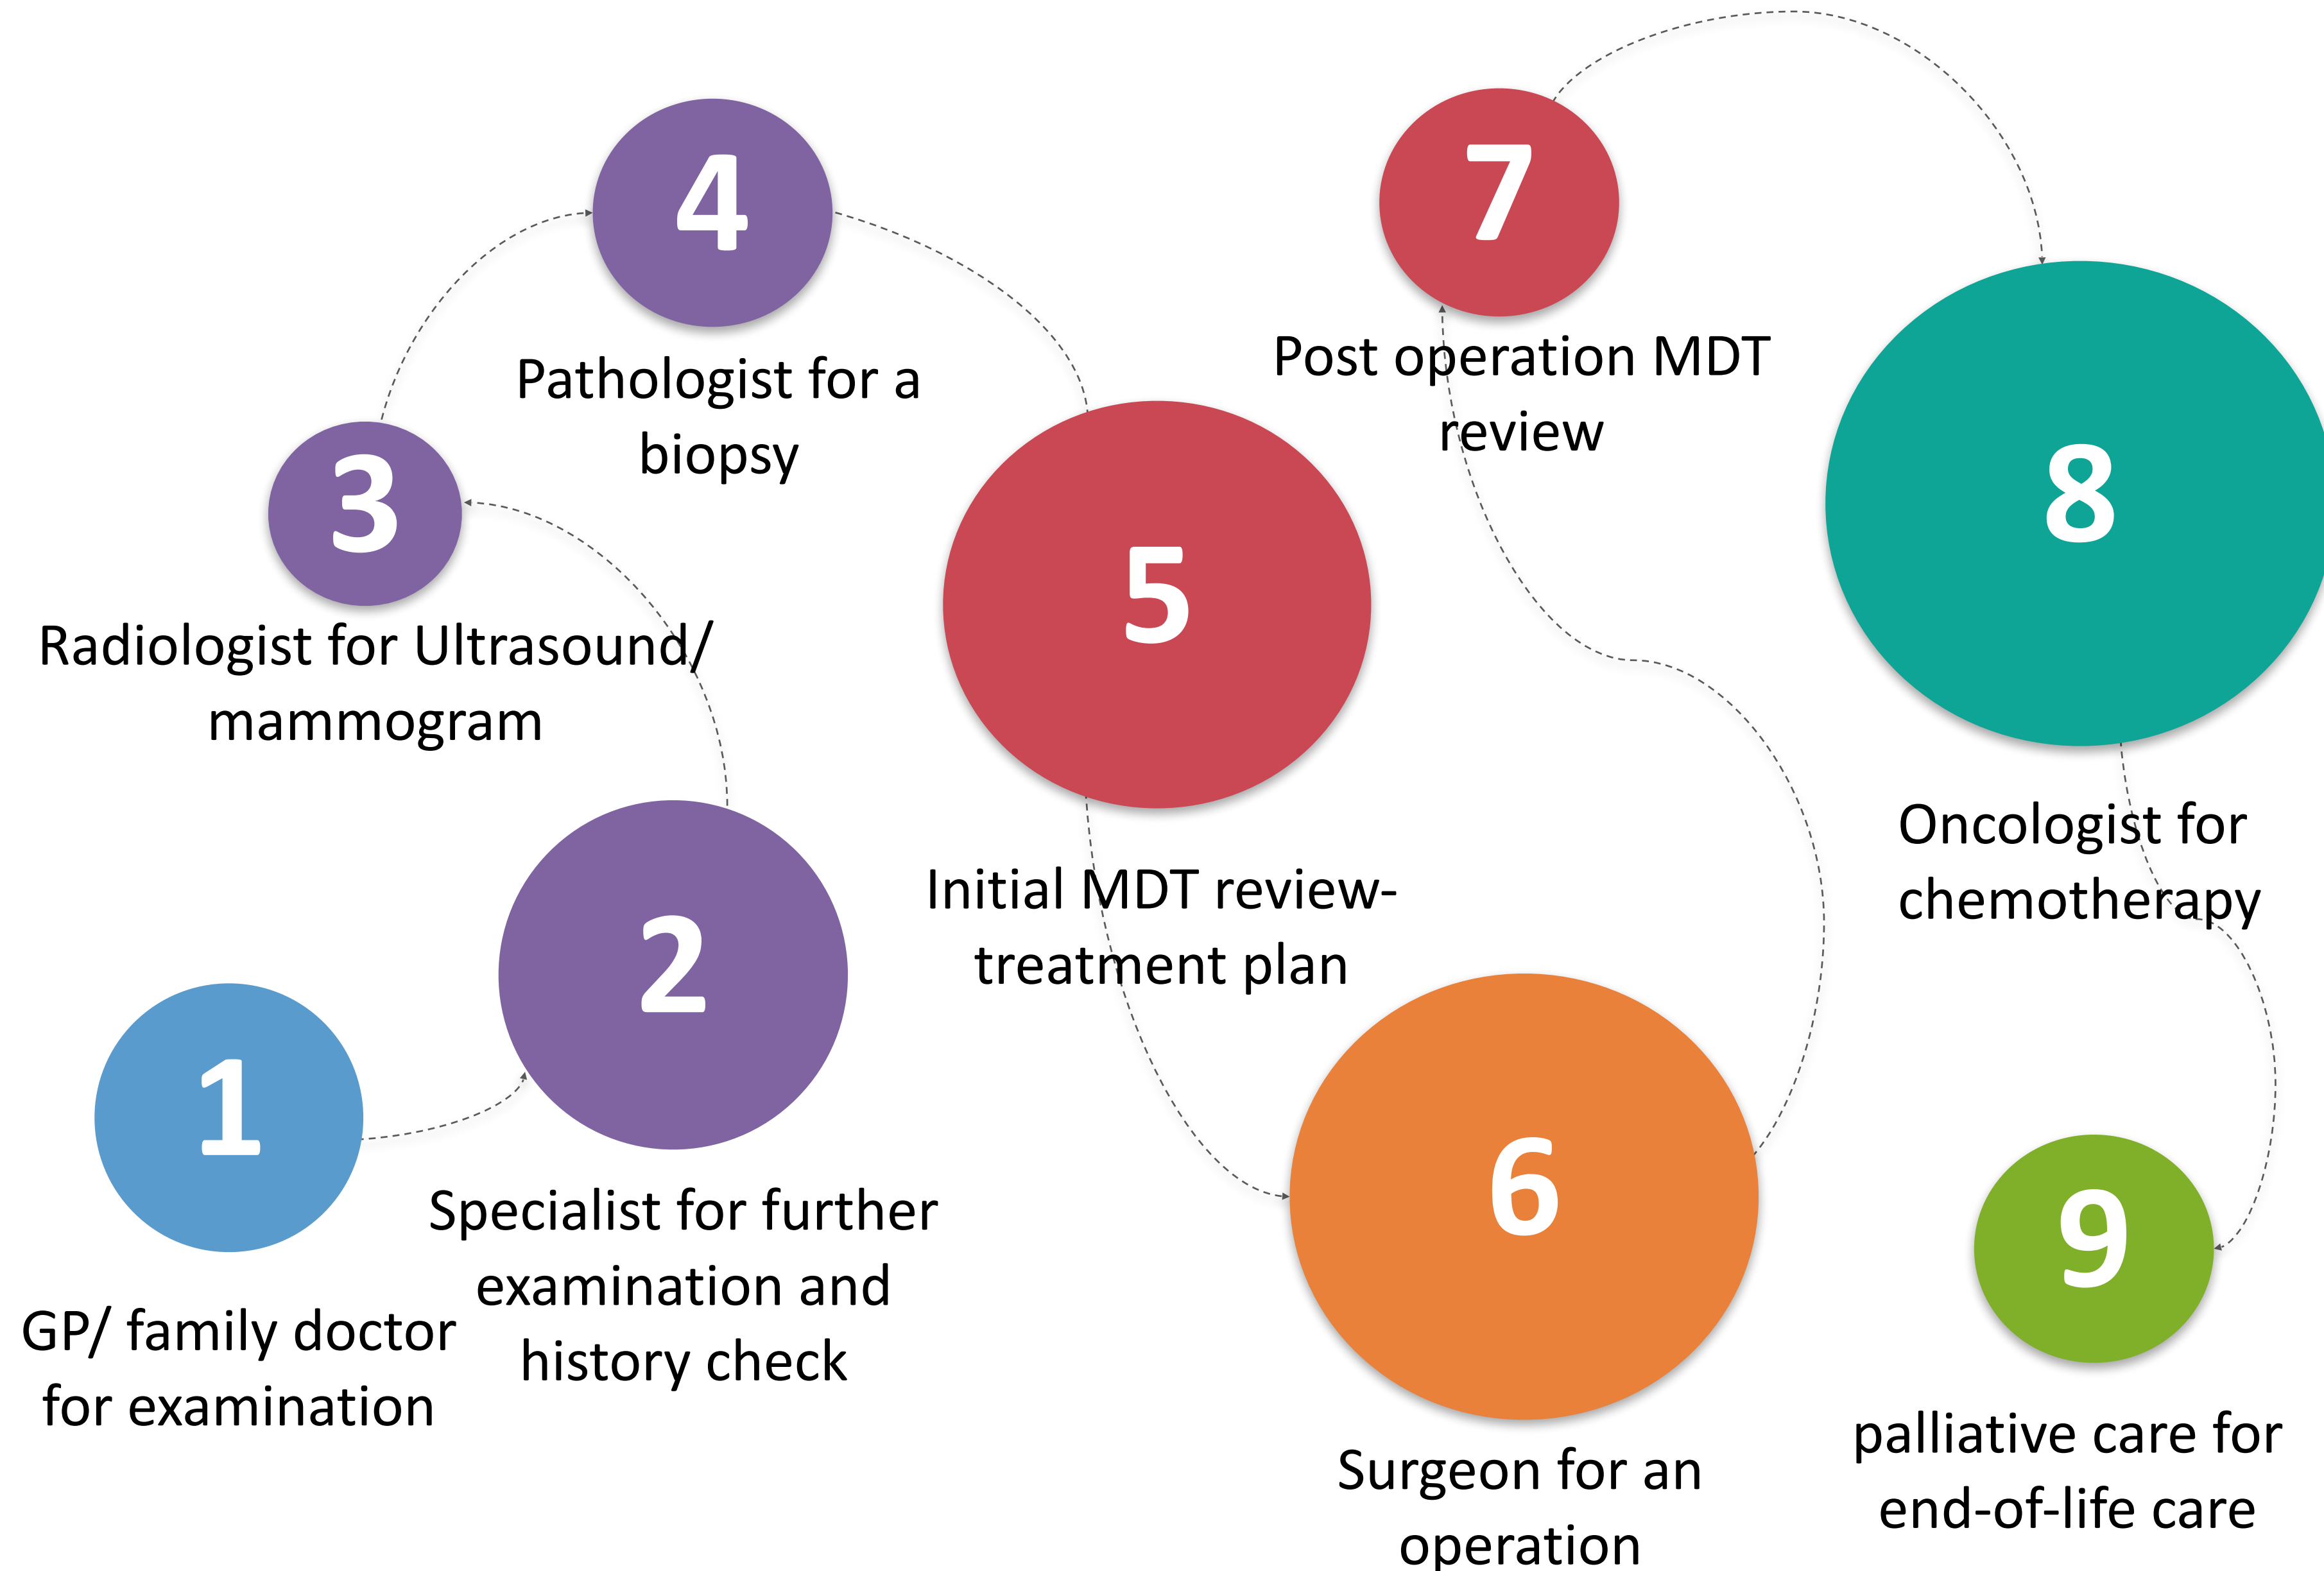 1
GP/ family doctor
for examination
2
Specialist for further
examination and
history check
3
Radiologist for Ultrasound/
mammogram
4
Pathologist for a
biopsy
5
Initial MDT review-
treatment plan
6
Surgeon for an
operation
7
Post operation MDT
review
8
Oncologist for
chemotherapy
9
palliative care for
end-of-life care